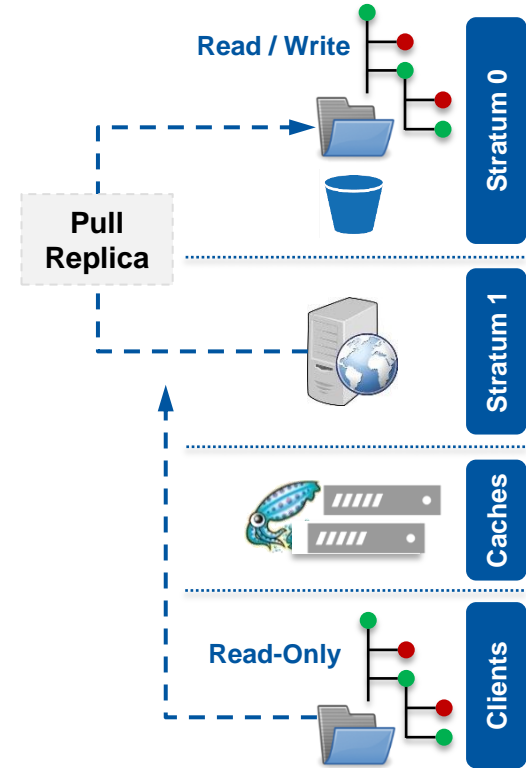 Read / Write
Stratum 0
Pull
Replica
Stratum 1
Caches
Read-Only
Clients